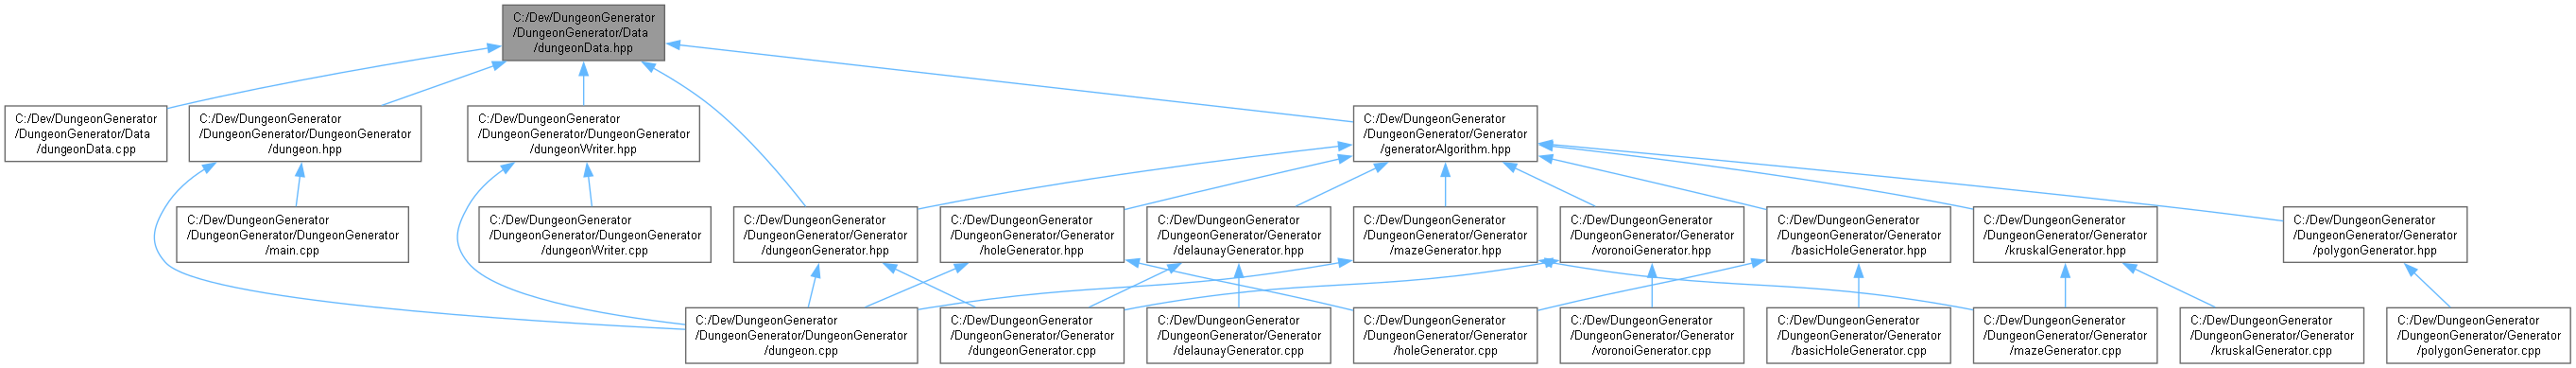 C:/Dev/DungeonGenerator
/DungeonGenerator/Data
/dungeonData.hpp
C:/Dev/DungeonGenerator
/DungeonGenerator/Data
/dungeonData.cpp
C:/Dev/DungeonGenerator
/DungeonGenerator/DungeonGenerator
/dungeon.hpp
C:/Dev/DungeonGenerator
/DungeonGenerator/DungeonGenerator
/dungeonWriter.hpp
C:/Dev/DungeonGenerator
/DungeonGenerator/Generator
/generatorAlgorithm.hpp
C:/Dev/DungeonGenerator
/DungeonGenerator/DungeonGenerator
/main.cpp
C:/Dev/DungeonGenerator
/DungeonGenerator/DungeonGenerator
/dungeonWriter.cpp
C:/Dev/DungeonGenerator
/DungeonGenerator/Generator
/dungeonGenerator.hpp
C:/Dev/DungeonGenerator
/DungeonGenerator/Generator
/holeGenerator.hpp
C:/Dev/DungeonGenerator
/DungeonGenerator/Generator
/delaunayGenerator.hpp
C:/Dev/DungeonGenerator
/DungeonGenerator/Generator
/mazeGenerator.hpp
C:/Dev/DungeonGenerator
/DungeonGenerator/Generator
/voronoiGenerator.hpp
C:/Dev/DungeonGenerator
/DungeonGenerator/Generator
/basicHoleGenerator.hpp
C:/Dev/DungeonGenerator
/DungeonGenerator/Generator
/kruskalGenerator.hpp
C:/Dev/DungeonGenerator
/DungeonGenerator/Generator
/polygonGenerator.hpp
C:/Dev/DungeonGenerator
/DungeonGenerator/DungeonGenerator
/dungeon.cpp
C:/Dev/DungeonGenerator
/DungeonGenerator/Generator
/dungeonGenerator.cpp
C:/Dev/DungeonGenerator
/DungeonGenerator/Generator
/delaunayGenerator.cpp
C:/Dev/DungeonGenerator
/DungeonGenerator/Generator
/holeGenerator.cpp
C:/Dev/DungeonGenerator
/DungeonGenerator/Generator
/voronoiGenerator.cpp
C:/Dev/DungeonGenerator
/DungeonGenerator/Generator
/basicHoleGenerator.cpp
C:/Dev/DungeonGenerator
/DungeonGenerator/Generator
/mazeGenerator.cpp
C:/Dev/DungeonGenerator
/DungeonGenerator/Generator
/kruskalGenerator.cpp
C:/Dev/DungeonGenerator
/DungeonGenerator/Generator
/polygonGenerator.cpp